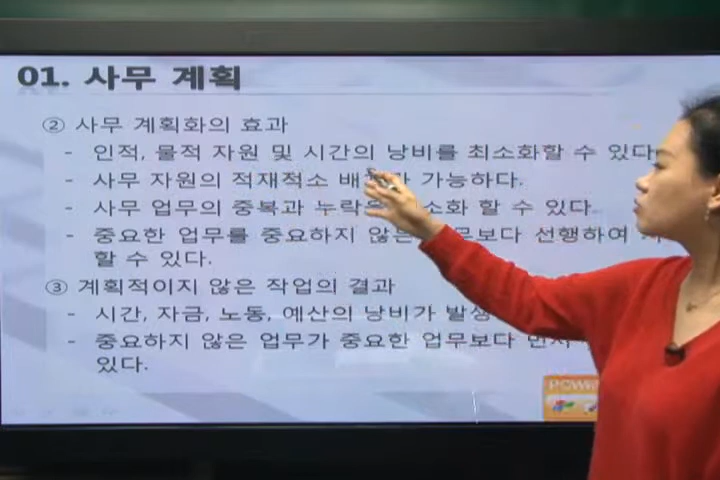 01. 사무 계획
② 사무 계획화의 효과
- 인적, 물적 자원 및 시간의 낭비를 최소화할 수 있다
- 사무 자원의 적재적소 가능하다.
- 사무 업무의 중복과 누락 소화 할 수 있다.
- 중요한 업무를 중요하지 않은 보다 선행하여
할 수 있다.
③ 계획적이지 않은 작업의 결과
- 시간, 자금, 노동, 예산의 낭비가 발생
- 중요하지 않은 업무가 중요한 업무보다 먼저
있다.